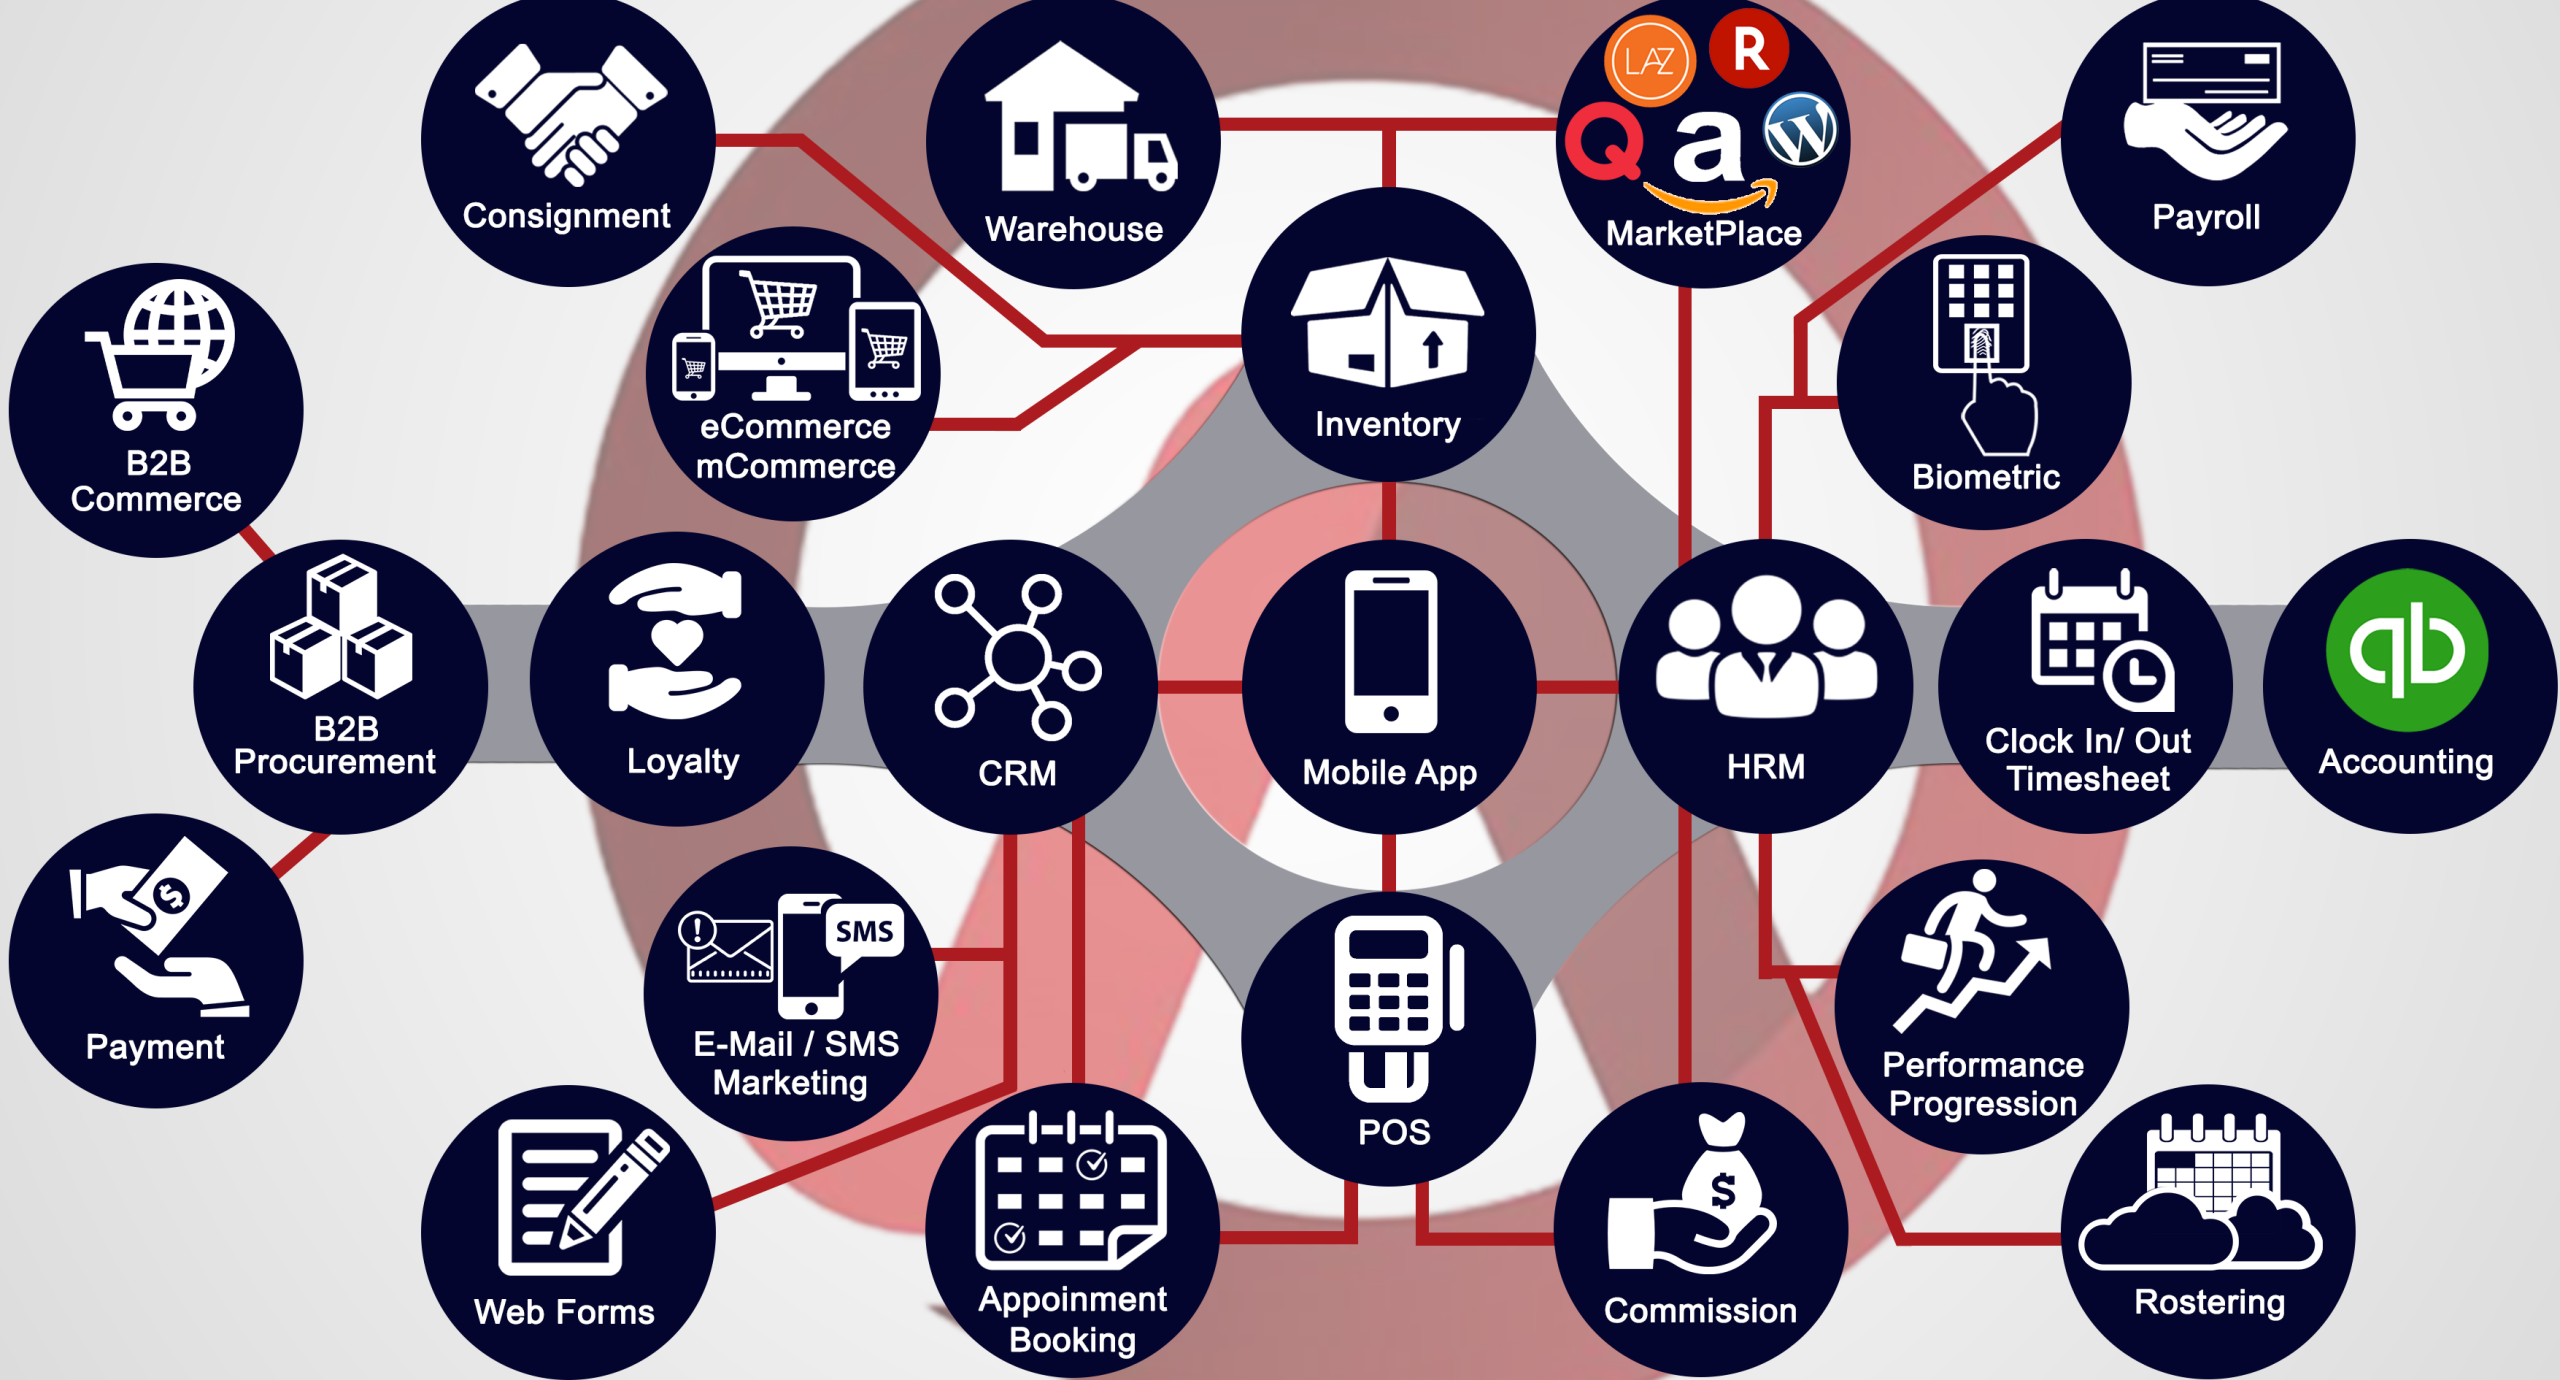 Consignment
Warehouse
LAZ
R
Q
a
W
MarketPlace
Payroll
B2B
Commerce
eCommerce
mCommerce
Inventory
Biometric
B2B
Procurement
Loyalty
CRM
Mobile App
HRM
Clock In/ Out
Timesheet
qb
Accounting
$
Payment
!
SMS
E-Mail / SMS
Marketing
POS
Performance
Progression
Web Forms
Appoinment
Booking
$
Commission
Rostering